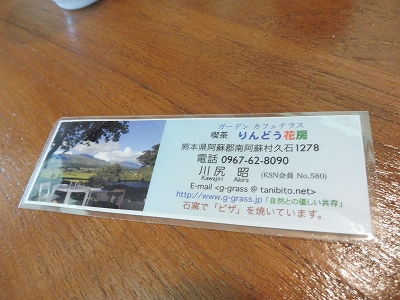 ガーデン カフェテラス
喫茶 りんどう花房
熊本県阿蘇郡南阿蘇村久石1278
電話 0967-62-8090
川尻 昭 (KSN会員 No.580)
Kawajiri Akira
E-mail <g-grass @ tanibito.net>
http://www.g-grass.jp 「自然との優しい共存」
石窯で「ピザ」を焼いています。